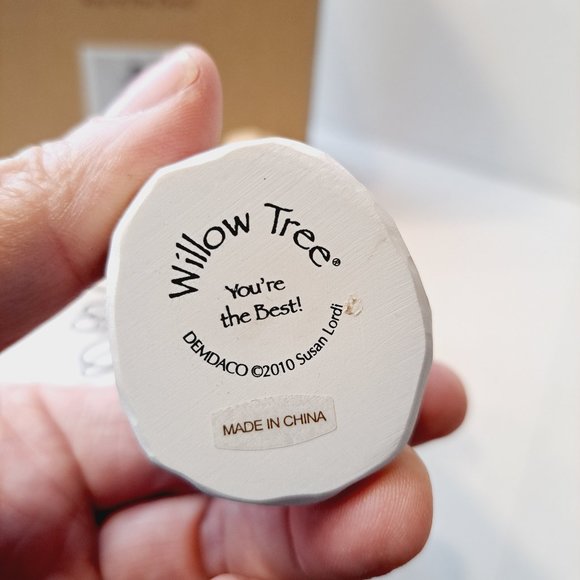 Willow Tree®
You're
the Best!
DEMDACO ©2010 Susan Lordi
MADE IN CHINA